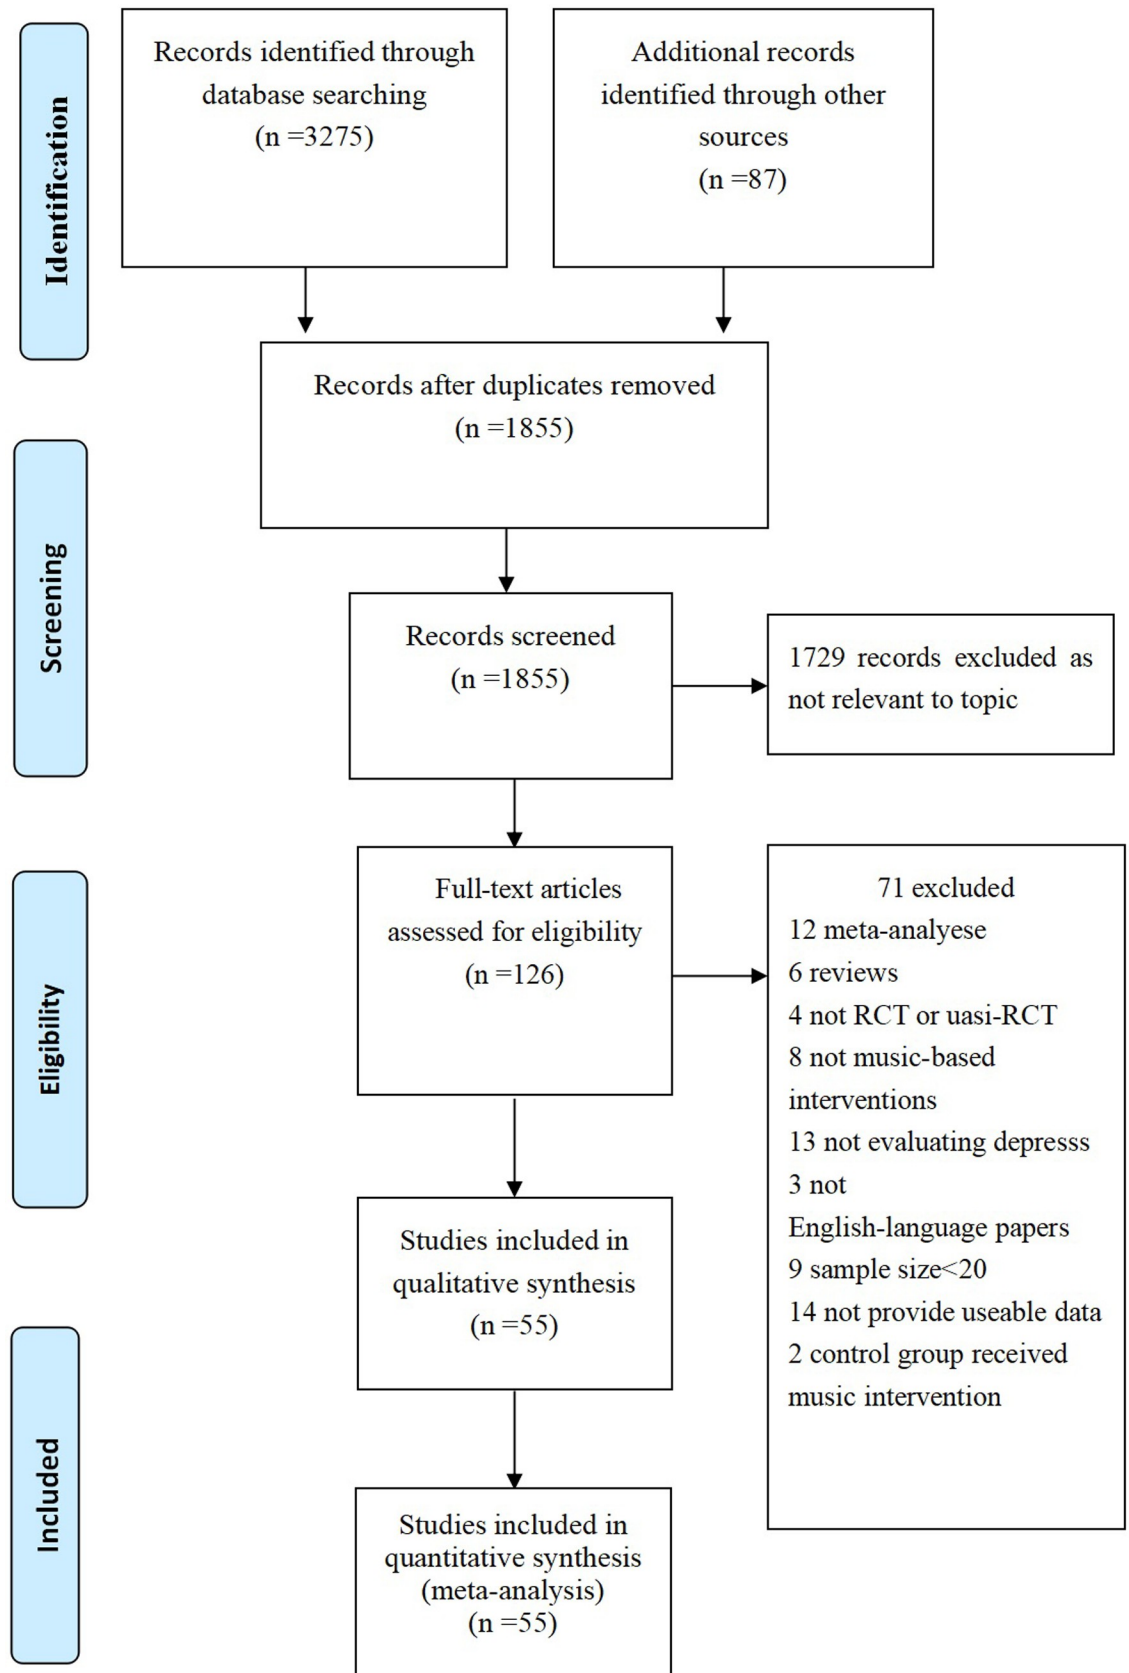 Identification
Records identified through
database searching
(n =3275)
Additional records
identified through other
sources
(n =87)
Records after duplicates removed
(n =1855)
Screening
Records screened
(n =1855)
1729 records excluded as
not relevant to topic
Eligibility
Full-text articles
assessed for eligibility
(n =126)
71 excluded
12 meta-analyese
6 reviews
4 not RCT or uasi-RCT
8 not music-based
interventions
13 not evaluating depresss
3 not
English-language papers
9 sample size<20
14 not provide useable data
2 control group received
music intervention
Studies included in
qualitative synthesis
(n =55)
Included
Studies included in
quantitative synthesis
(meta-analysis)
(n =55)